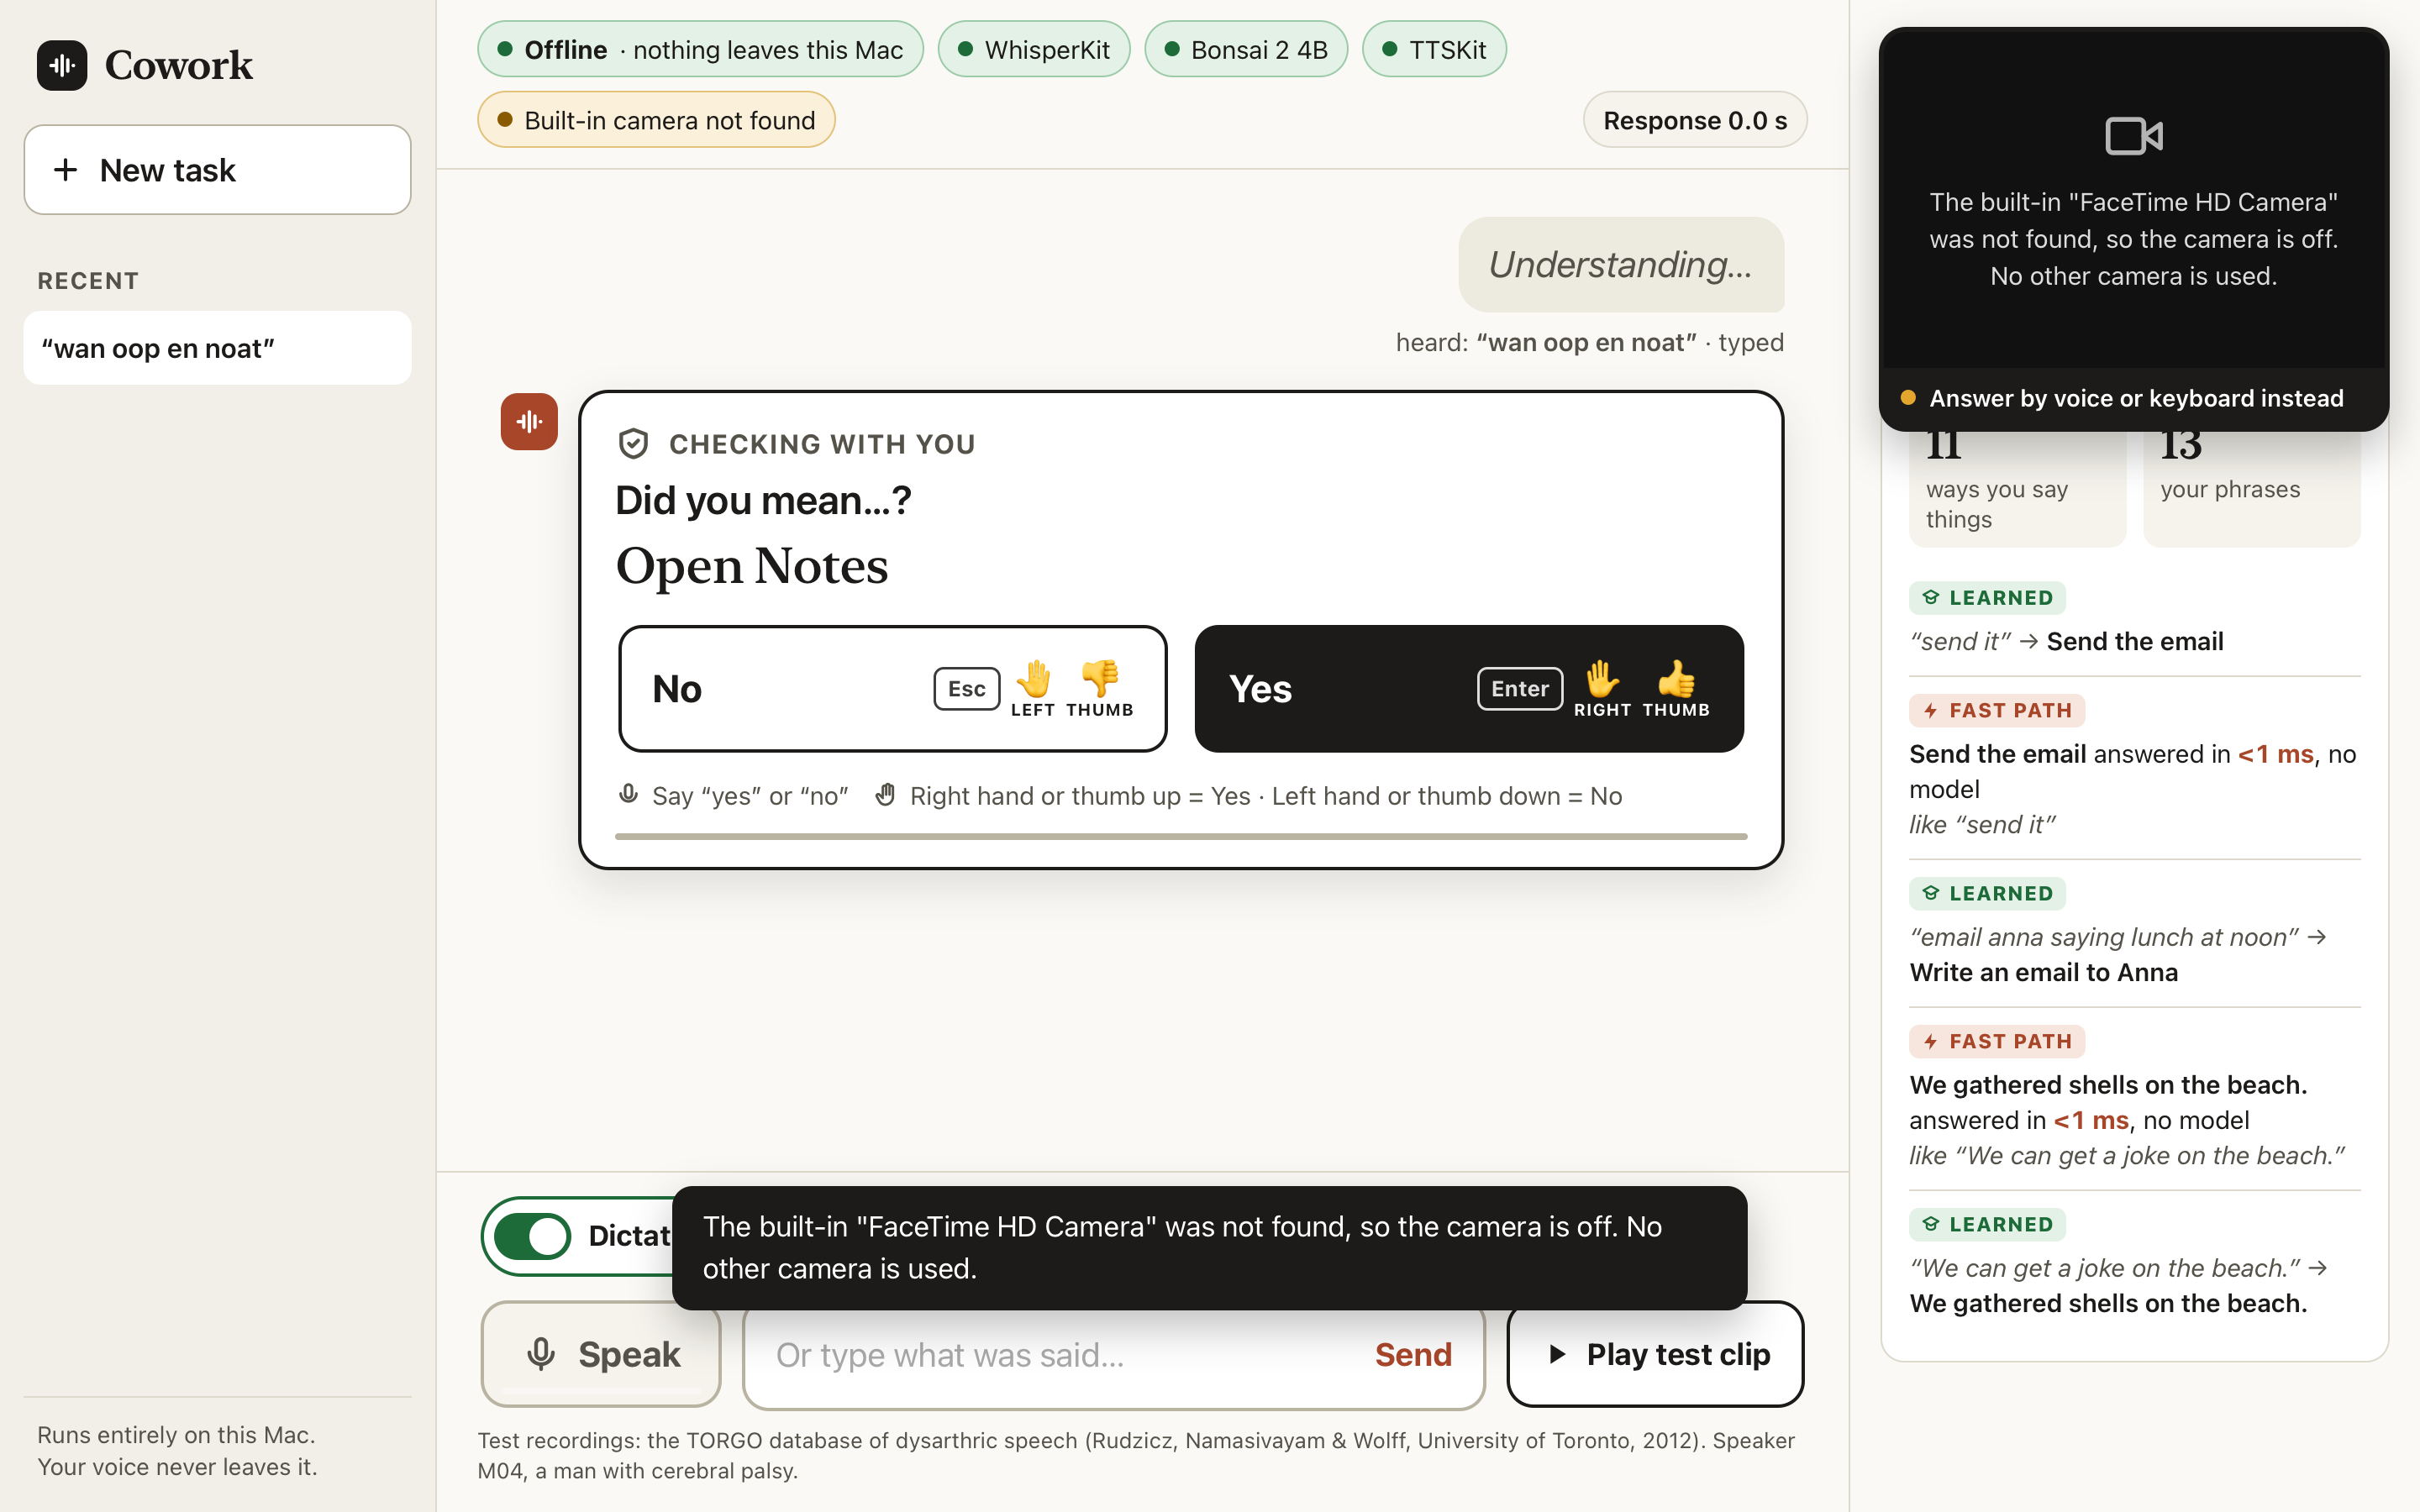 Cowork
New task
RECENT
“wan oop en noat”
Runs entirely on this Mac.
Your voice never leaves it.
Offline · nothing leaves this Mac
WhisperKit
Bonsai 2 4B
TTSKit
Built-in camera not found
Response 0.0 s
Understanding...
heard: “wan oop en noat” · typed
CHECKING WITH YOU
Did you mean...?
Open Notes
No
Esc
LEFT
THUMB
Yes
Enter
RIGHT
THUMB
Say “yes” or “no”
Right hand or thumb up = Yes · Left hand or thumb down = No
The built-in "FaceTime HD Camera" was not found, so the camera is off. No
other camera is used.
Speak
Or type what was said...
Send
Play test clip
Test recordings: the TORGO database of dysarthric speech (Rudzicz, Namasivayam & Wolff, University of Toronto, 2012). Speaker
M04, a man with cerebral palsy.
The built-in "FaceTime HD Camera"
was not found, so the camera is off.
No other camera is used.
Answer by voice or keyboard instead
11
ways you say
things
13
your phrases
LEARNED
“send it” → Send the email
FAST PATH
Send the email answered in <1 ms, no
model
like “send it”
LEARNED
“email anna saying lunch at noon” →
Write an email to Anna
FAST PATH
We gathered shells on the beach.
answered in <1 ms, no model
like “We can get a joke on the beach.”
LEARNED
“We can get a joke on the beach.” →
We gathered shells on the beach.